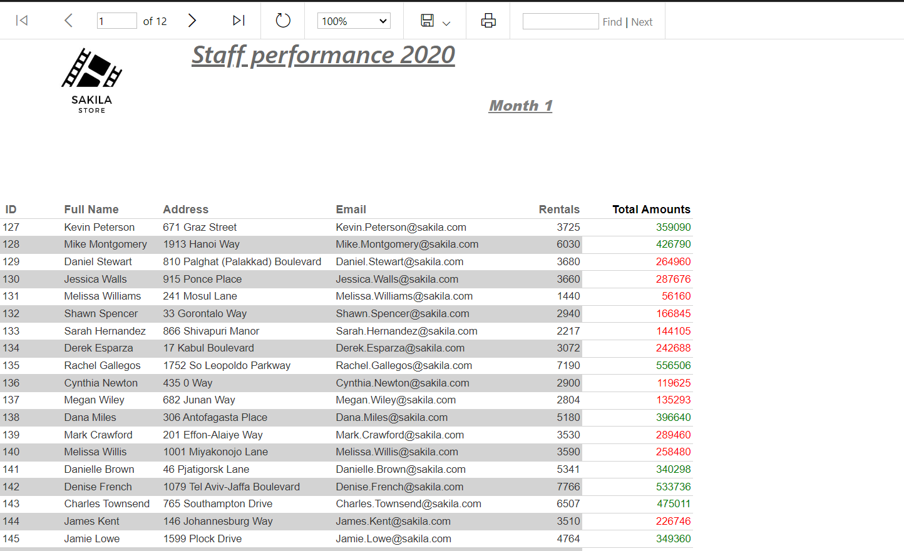 1 of 12 100% Find | Next
SAKILA
STORE
Staff performance 2020
Month 1
ID Full Name Address Email Rentals Total Amounts
127 Kevin Peterson 671 Graz Street Kevin.Peterson@sakila.com 3725 359090
128 Mike Montgomery 1913 Hanoi Way Mike.Montgomery@sakila.com 6030 426790
129 Daniel Stewart 810 Palghat (Palakkad) Boulevard Daniel.Stewart@sakila.com 3680 264960
130 Jessica Walls 915 Ponce Place Jessica.Walls@sakila.com 3660 287676
131 Melissa Williams 241 Mosul Lane Melissa.Williams@sakila.com 1440 56160
132 Shawn Spencer 33 Gorontalo Way Shawn.Spencer@sakila.com 2940 166845
133 Sarah Hernandez 866 Shivapuri Manor Sarah.Hernandez@sakila.com 2217 144105
134 Derek Esparza 17 Kabul Boulevard Derek.Esparza@sakila.com 3072 242688
135 Rachel Gallegos 1752 So Leopoldo Parkway Rachel.Gallegos@sakila.com 7190 556506
136 Cynthia Newton 435 0 Way Cynthia.Newton@sakila.com 2900 119625
137 Megan Wiley 682 Junan Way Megan.Wiley@sakila.com 2804 135293
138 Dana Miles 306 Antofagasta Place Dana.Miles@sakila.com 5180 396640
139 Mark Crawford 201 Effon-Alaiye Way Mark.Crawford@sakila.com 3530 289460
140 Melissa Willis 1001 Miyakonojo Lane Melissa.Willis@sakila.com 3590 258480
141 Danielle Brown 46 Pjatigorsk Lane Danielle.Brown@sakila.com 5341 340298
142 Denise French 1079 Tel Aviv-Jaffa Boulevard Denise.French@sakila.com 7766 533736
143 Charles Townsend 765 Southampton Drive Charles.Townsend@sakila.com 6507 475011
144 James Kent 146 Johannesburg Way James.Kent@sakila.com 3510 226746
145 Jamie Lowe 1599 Plock Drive Jamie.Lowe@sakila.com 4764 349360